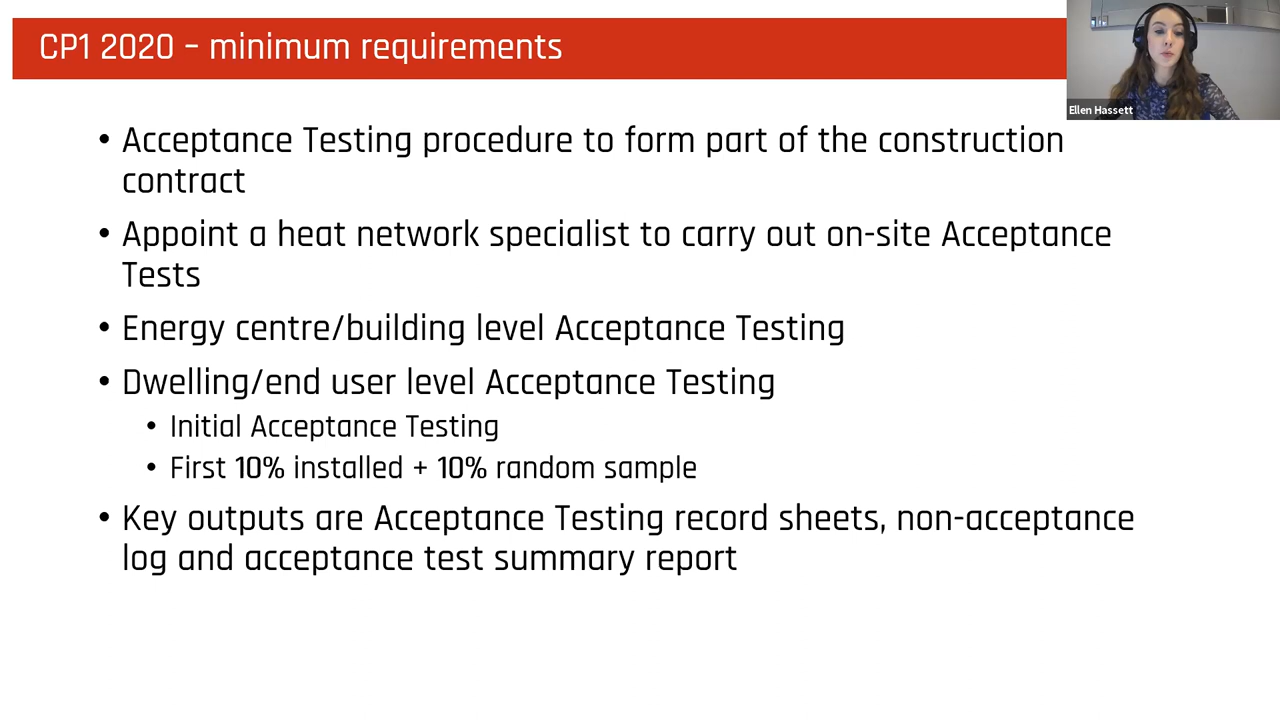 CP1 2020 – minimum requirements
Ellen Hassett
• Acceptance Testing procedure to form part of the construction
contract
• Appoint a heat network specialist to carry out on-site Acceptance
Tests
• Energy centre/building level Acceptance Testing
• Dwelling/end user level Acceptance Testing
• Initial Acceptance Testing
• First 10% installed + 10% random sample
• Key outputs are Acceptance Testing record sheets, non-acceptance
log and acceptance test summary report